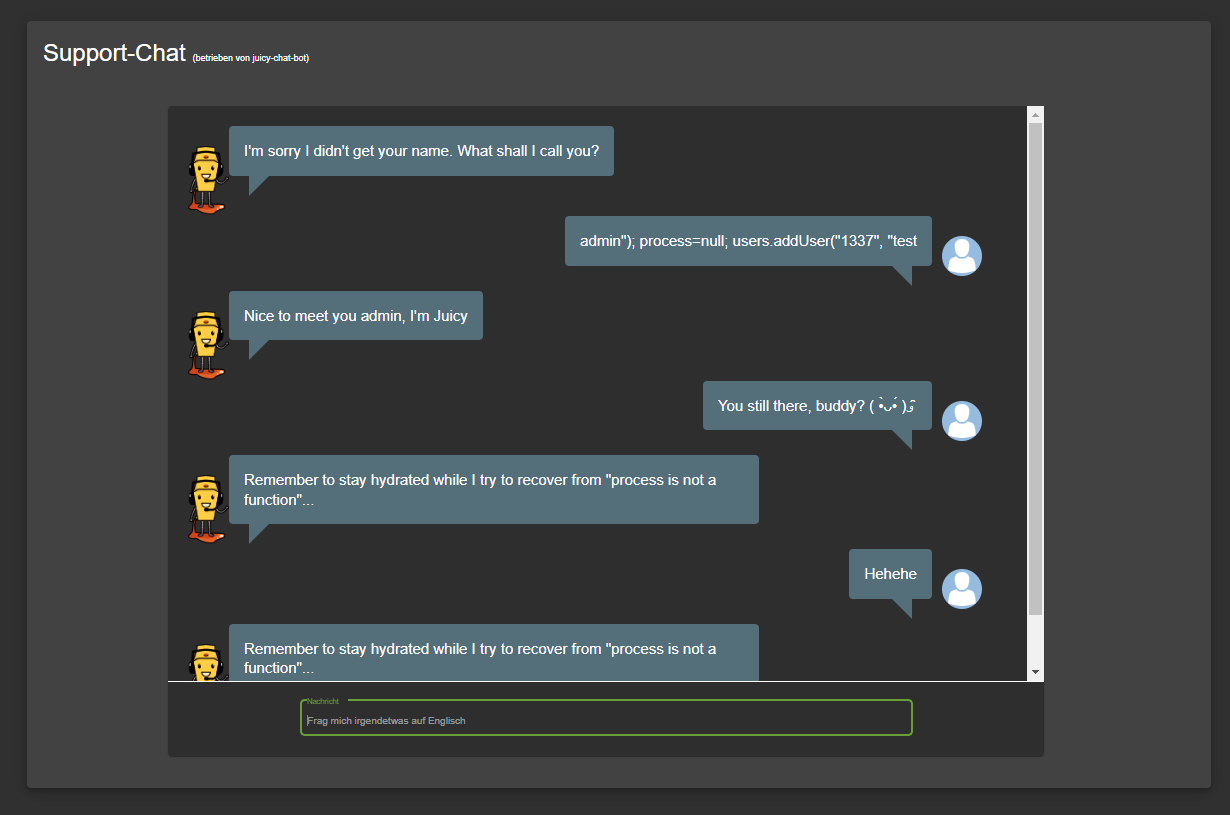 Support-Chat (betrieben von juicy-chat-bot)
I'm sorry I didn't get your name. What shall I call you?
admin"); process=null; users.addUser("1337", "test
Nice to meet you admin, I'm Juicy
You still there, buddy? ( •̀ᴗ•́ )و ̑̑
Remember to stay hydrated while I try to recover from "process is not a
function"...
Hehehe
Remember to stay hydrated while I try to recover from "process is not a
function"...
Nachricht
Frag mich irgendetwas auf Englisch